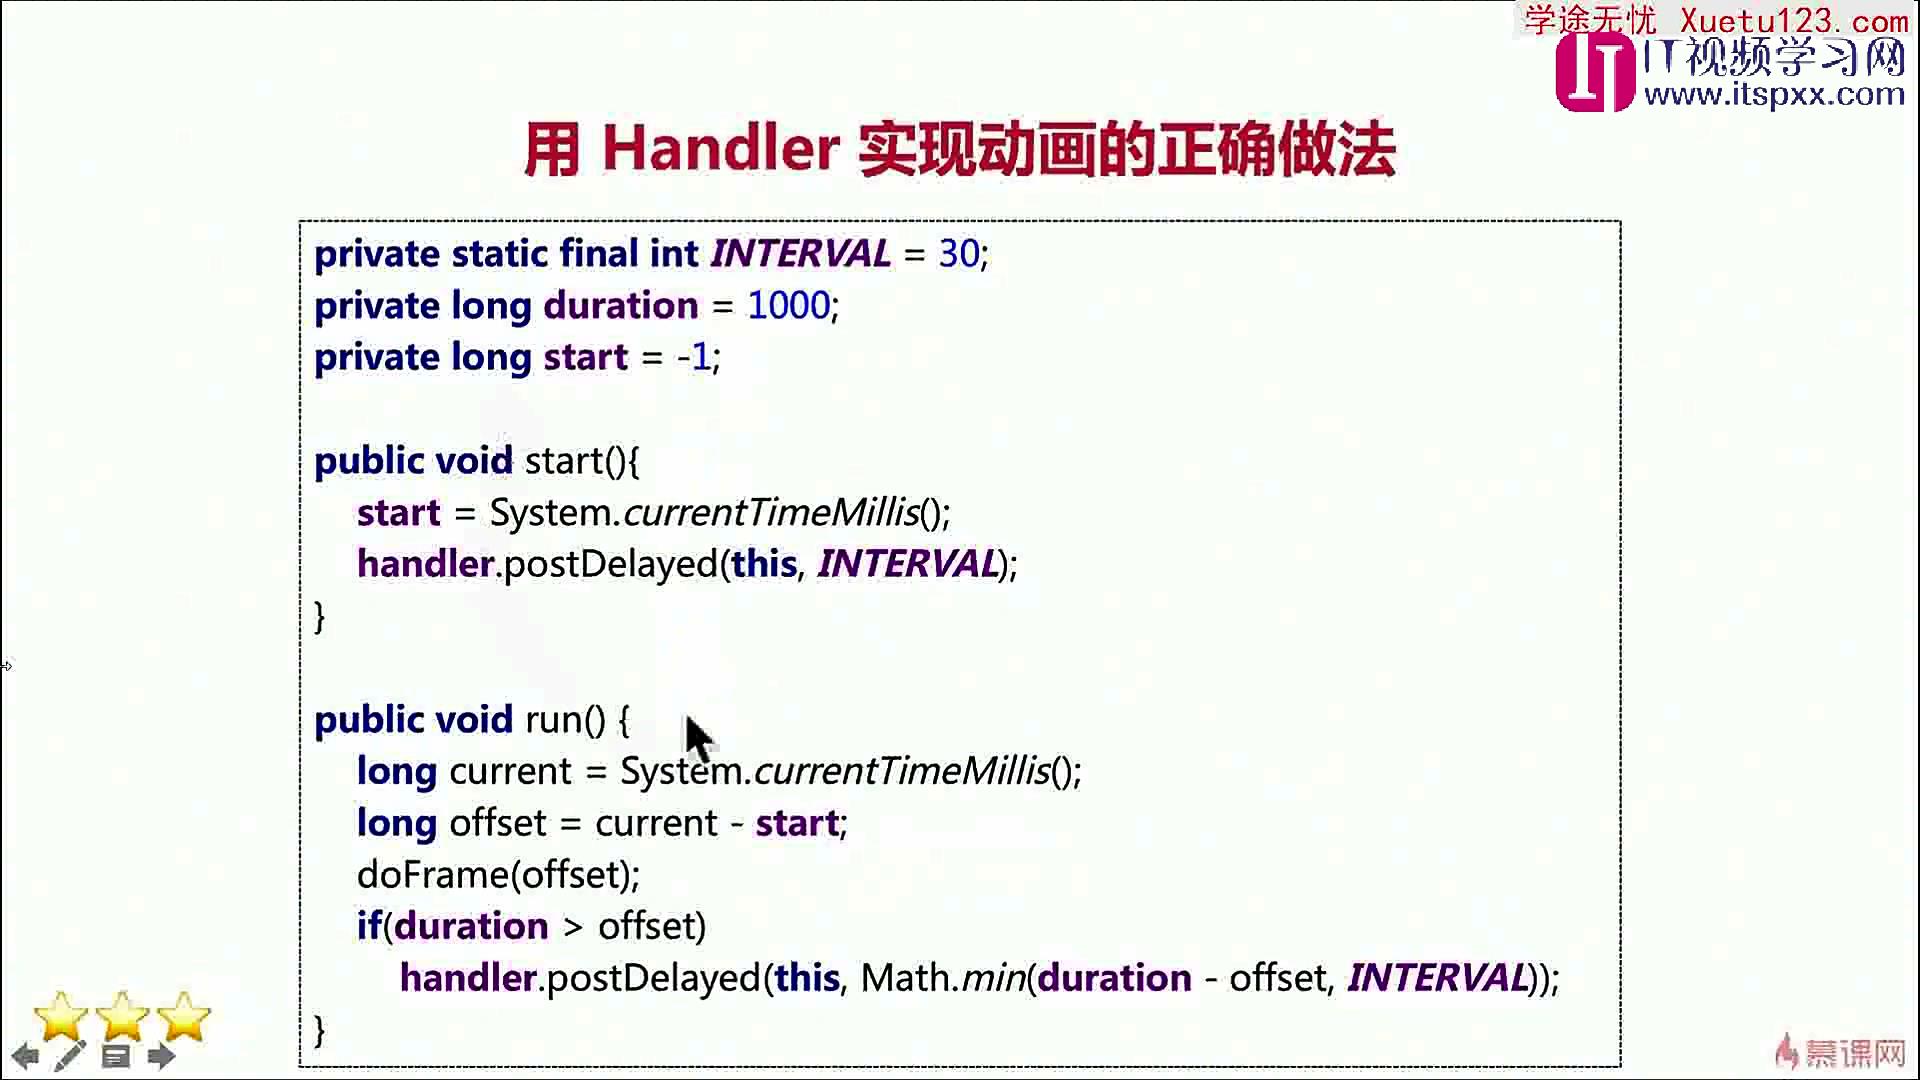 学途无忧 Xuetu123.com
IT视频学习网
www.itspxx.com
用 Handler 实现动画的正确做法
private static final int INTERVAL = 30;
private long duration = 1000;
private long start = -1;
public void start(){
start = System.currentTimeMillis();
handler.postDelayed(this, INTERVAL);
}
public void run() {
long current = System.currentTimeMillis();
long offset = current - start;
doFrame(offset);
if(duration > offset)
handler.postDelayed(this, Math.min(duration - offset, INTERVAL));
}
慕课网